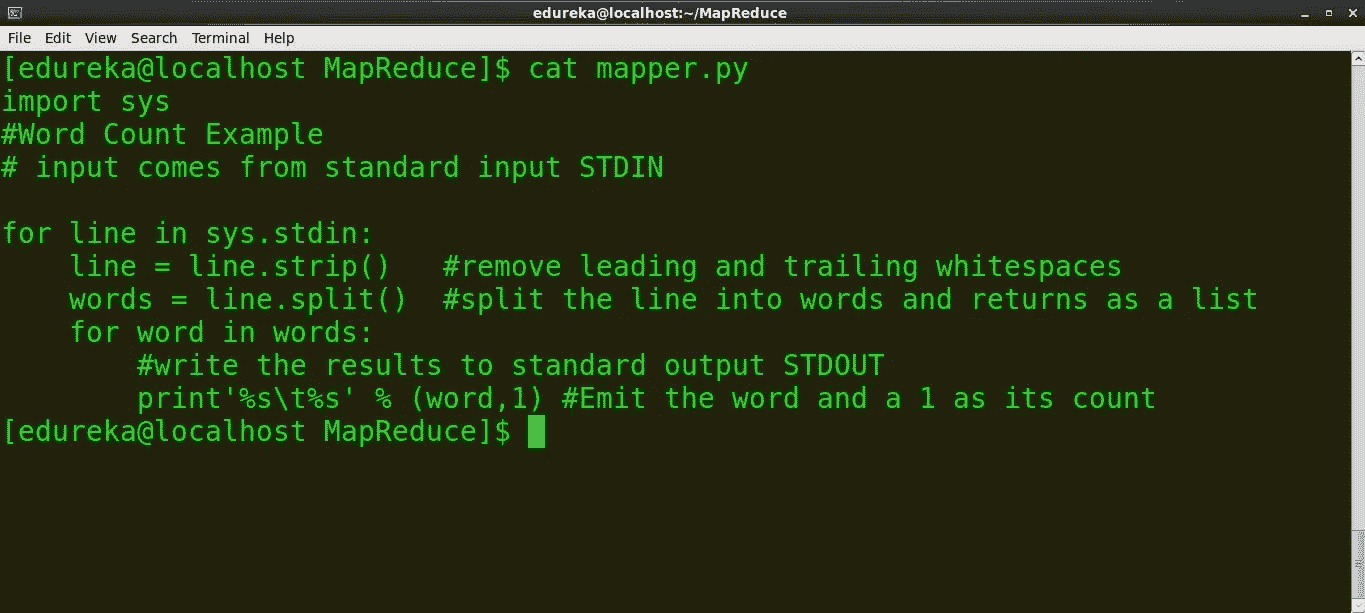 edureka@localhost:~/MapReduce
File Edit View Search Terminal Help
[edureka@localhost MapReduce]$ cat mapper.py
import sys
#Word Count Example
# input comes from standard input STDIN

for line in sys.stdin:
    line = line.strip()   #remove leading and trailing whitespaces
    words = line.split()  #split the line into words and returns as a list
    for word in words:
        #write the results to standard output STDOUT
        print'%s\t%s' % (word,1) #Emit the word and a 1 as its count
[edureka@localhost MapReduce]$